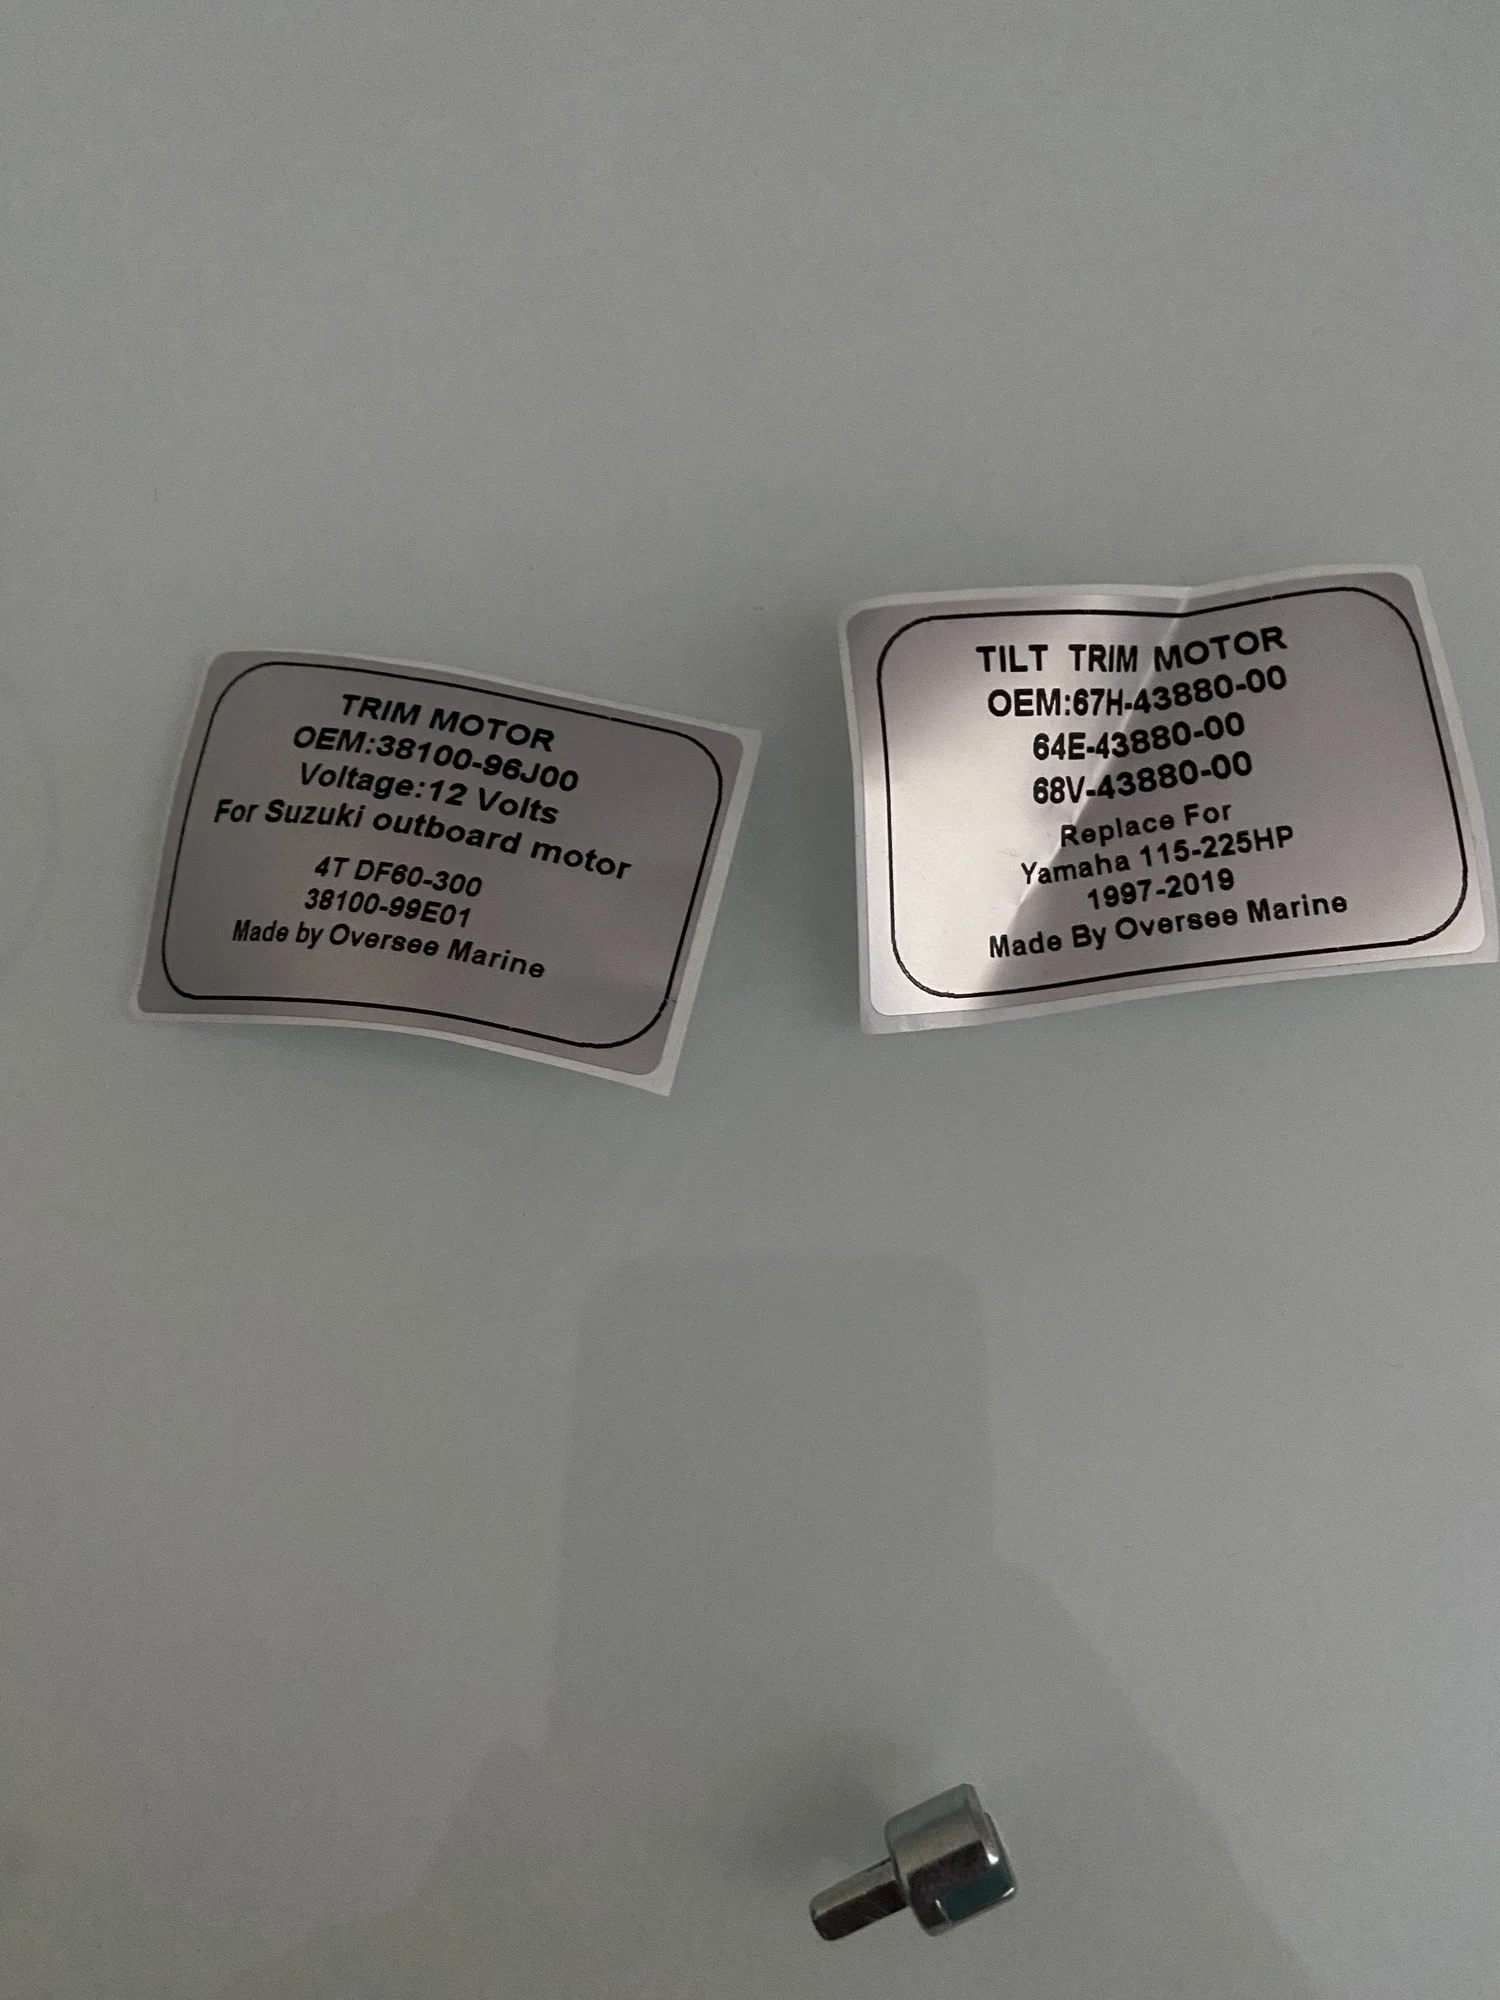 TRIM MOTOR
OEM:38100-96J00
Voltage:12 Volts
For Suzuki outboard motor
4T DF60-300
38100-99E01
Made by Oversee Marine
TILT TRIM MOTOR
OEM:67H-43880-00
64E-43880-00
68V-43880-00
Replace For
Yamaha 115-225HP
1997-2019
Made By Oversee Marine